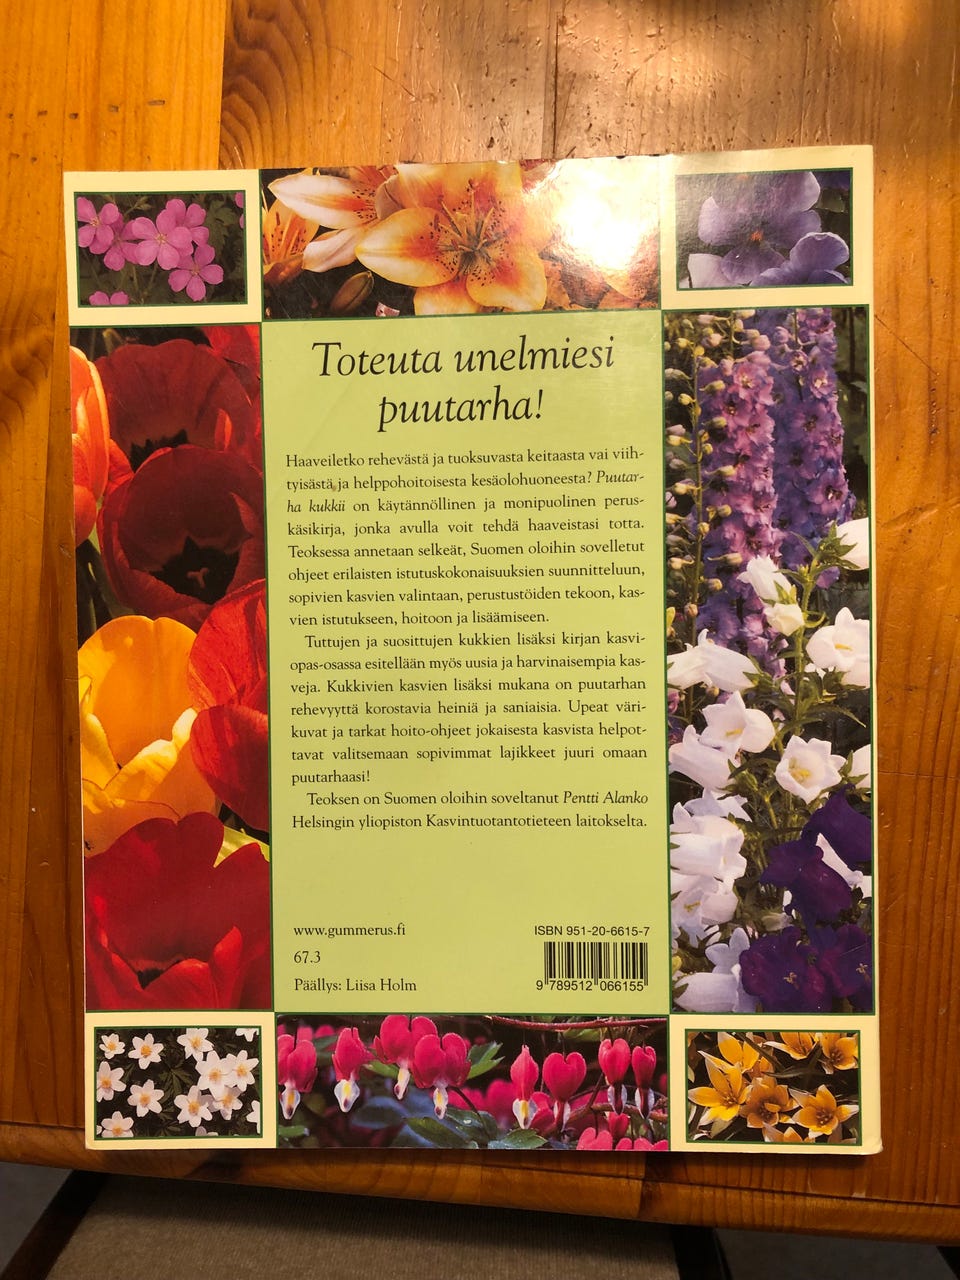 Toteuta unelmiesi
puutarha!
Haaveiletko rehevästä ja tuoksuvasta keitaasta vai viih-
tyisästä ja helppohoitoisesta kesäolohuoneesta? Puutar-
ha kukkii on käytännöllinen ja monipuolinen perus-
käsikirja, jonka avulla voit tehdä haaveistasi totta.
Teoksessa annetaan selkeät, Suomen oloihin sovelletut
ohjeet erilaisten istutuskokonaisuuksien suunnitteluun,
sopivien kasvien valintaan, perustustöiden tekoon, kas-
vien istutukseen, hoitoon ja lisäämiseen.
Tuttujen ja suosittujen kukkien lisäksi kirjan kasvi-
opas-osassa esitellään myös uusia ja harvinaisempia kas-
veja. Kukkivien kasvien lisäksi mukana on puutarhan
rehevyyttä korostavia heiniä ja saniaisia. Upeat väri-
kuvat ja tarkat hoito-ohjeet jokaisesta kasvista helpot-
tavat valitsemaan sopivimmat lajikkeet juuri omaan
puutarhaasi!
Teoksen on Suomen oloihin soveltanut Pentti Alanko
Helsingin yliopiston Kasvintuotantotieteen laitokselta.
www.gummerus.fi
67.3
Päällys: Liisa Holm
ISBN 951-20-6615-7
9 789512 066155